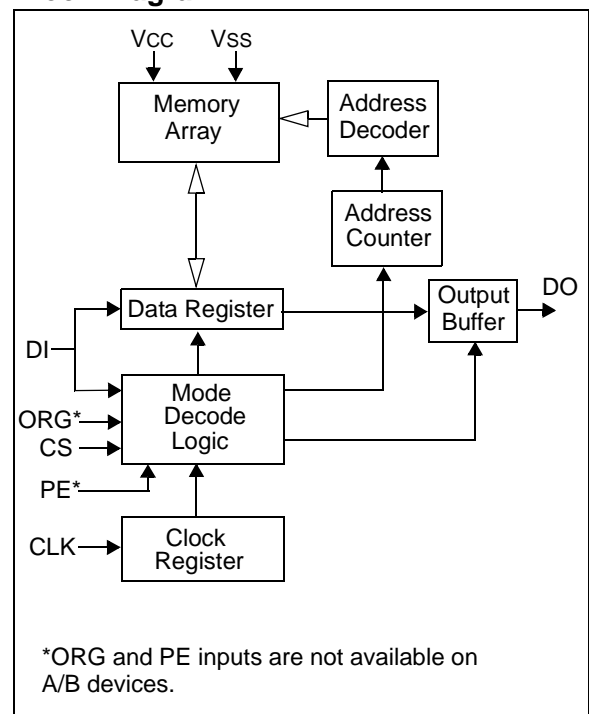 VCC VSS
Memory
Array
Address
Decoder
Address
Counter
Data Register
Output
Buffer
DO
DI
Mode
Decode
Logic
ORG*
CS
PE*
CLK
Clock
Register
*ORG and PE inputs are not available on
A/B devices.